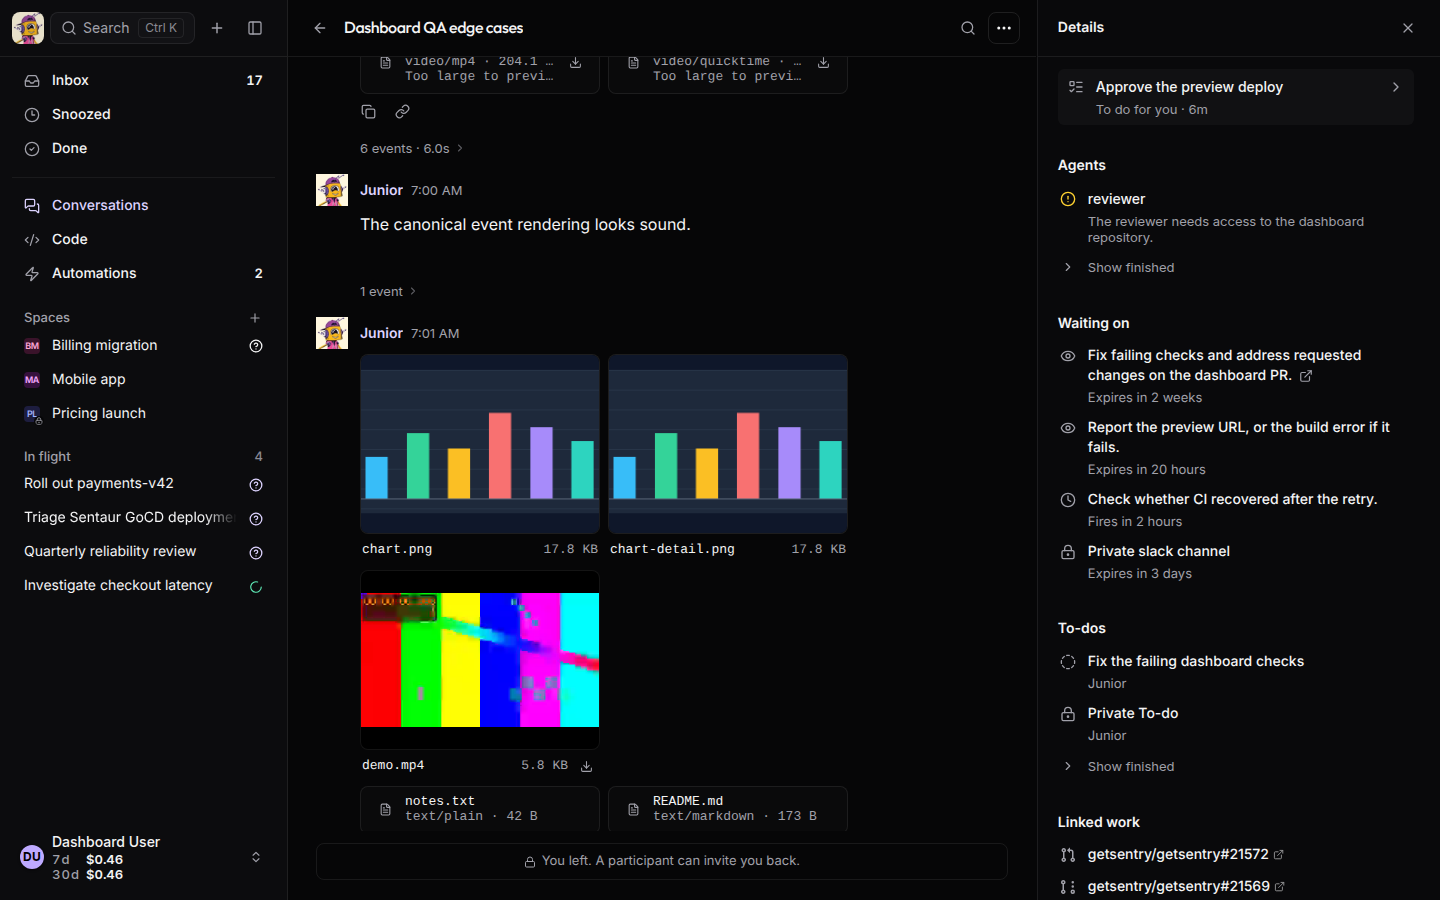 Search Ctrl K
Inbox 17
Snoozed
Done
Conversations
Code
Automations 2
Spaces
BM Billing migration
MA Mobile app
PL Pricing launch
In flight 4
Roll out payments-v42
Triage Sentaur GoCD deployme
Quarterly reliability review
Investigate checkout latency
DU Dashboard User
7d $0.46
30d $0.46
Dashboard QA edge cases
video/mp4 · 204.1 …
Too large to previ…
video/quicktime · …
Too large to previ…
6 events · 6.0s
Junior 7:00 AM
The canonical event rendering looks sound.
1 event
Junior 7:01 AM
chart.png 17.8 KB
chart-detail.png 17.8 KB
demo.mp4 5.8 KB
notes.txt
text/plain · 42 B
README.md
text/markdown · 173 B
You left. A participant can invite you back.
Details
Approve the preview deploy
To do for you · 6m
Agents
reviewer
The reviewer needs access to the dashboard
repository.
Show finished
Waiting on
Fix failing checks and address requested
changes on the dashboard PR.
Expires in 2 weeks
Report the preview URL, or the build error if it
fails.
Expires in 20 hours
Check whether CI recovered after the retry.
Fires in 2 hours
Private slack channel
Expires in 3 days
To-dos
Fix the failing dashboard checks
Junior
Private To-do
Junior
Show finished
Linked work
getsentry/getsentry#21572
getsentry/getsentry#21569